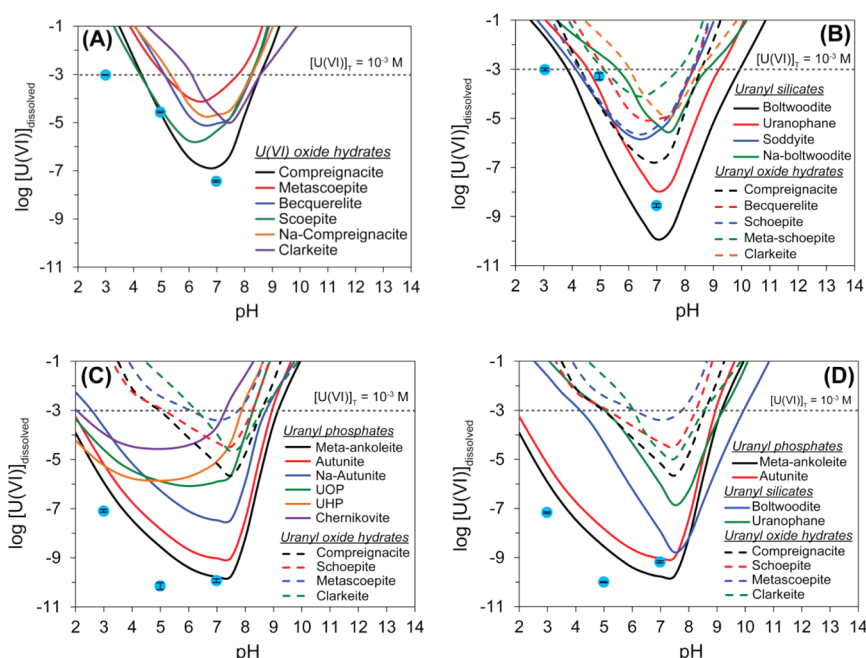 (A)
[U(VI)]T = 10-3 M
log [U(VI)]dissolved
-1
-3
-5
-7
-9
-11
U(VI) oxide hydrates
Compreignacite
Metascoepite
Becquerelite
Scoepite
Na-Compreignacite
Clarkeite
2 3 4 5 6 7 8 9 10 11 12 13 14
pH
(B)
[U(VI)]T = 10-3 M
log [U(VI)]dissolved
-1
-3
-5
-7
-9
-11
Uranyl silicates
Boltwoodite
Uranophane
Soddyite
Na-boltwoodite
Uranyl oxide hydrates
Compreignacite
Becquerelite
Schoepite
Meta-schoepite
Clarkeite
2 3 4 5 6 7 8 9 10 11 12 13 14
pH
(C)
[U(VI)]T = 10-3 M
log [U(VI)]dissolved
-1
-3
-5
-7
-9
-11
Uranyl phosphates
Meta-ankoleite
Autunite
Na-Autunite
UOP
UHP
Chernikovite
Uranyl oxide hydrates
Compreignacite
Schoepite
Metascoepite
Clarkeite
2 3 4 5 6 7 8 9 10 11 12 13 14
pH
(D)
[U(VI)]T = 10-3 M
log [U(VI)]dissolved
-1
-3
-5
-7
-9
-11
Uranyl phosphates
Meta-ankoleite
Autunite
Uranyl silicates
Boltwoodite
Uranophane
Uranyl oxide hydrates
Compreignacite
Schoepite
Metascoepite
Clarkeite
2 3 4 5 6 7 8 9 10 11 12 13 14
pH